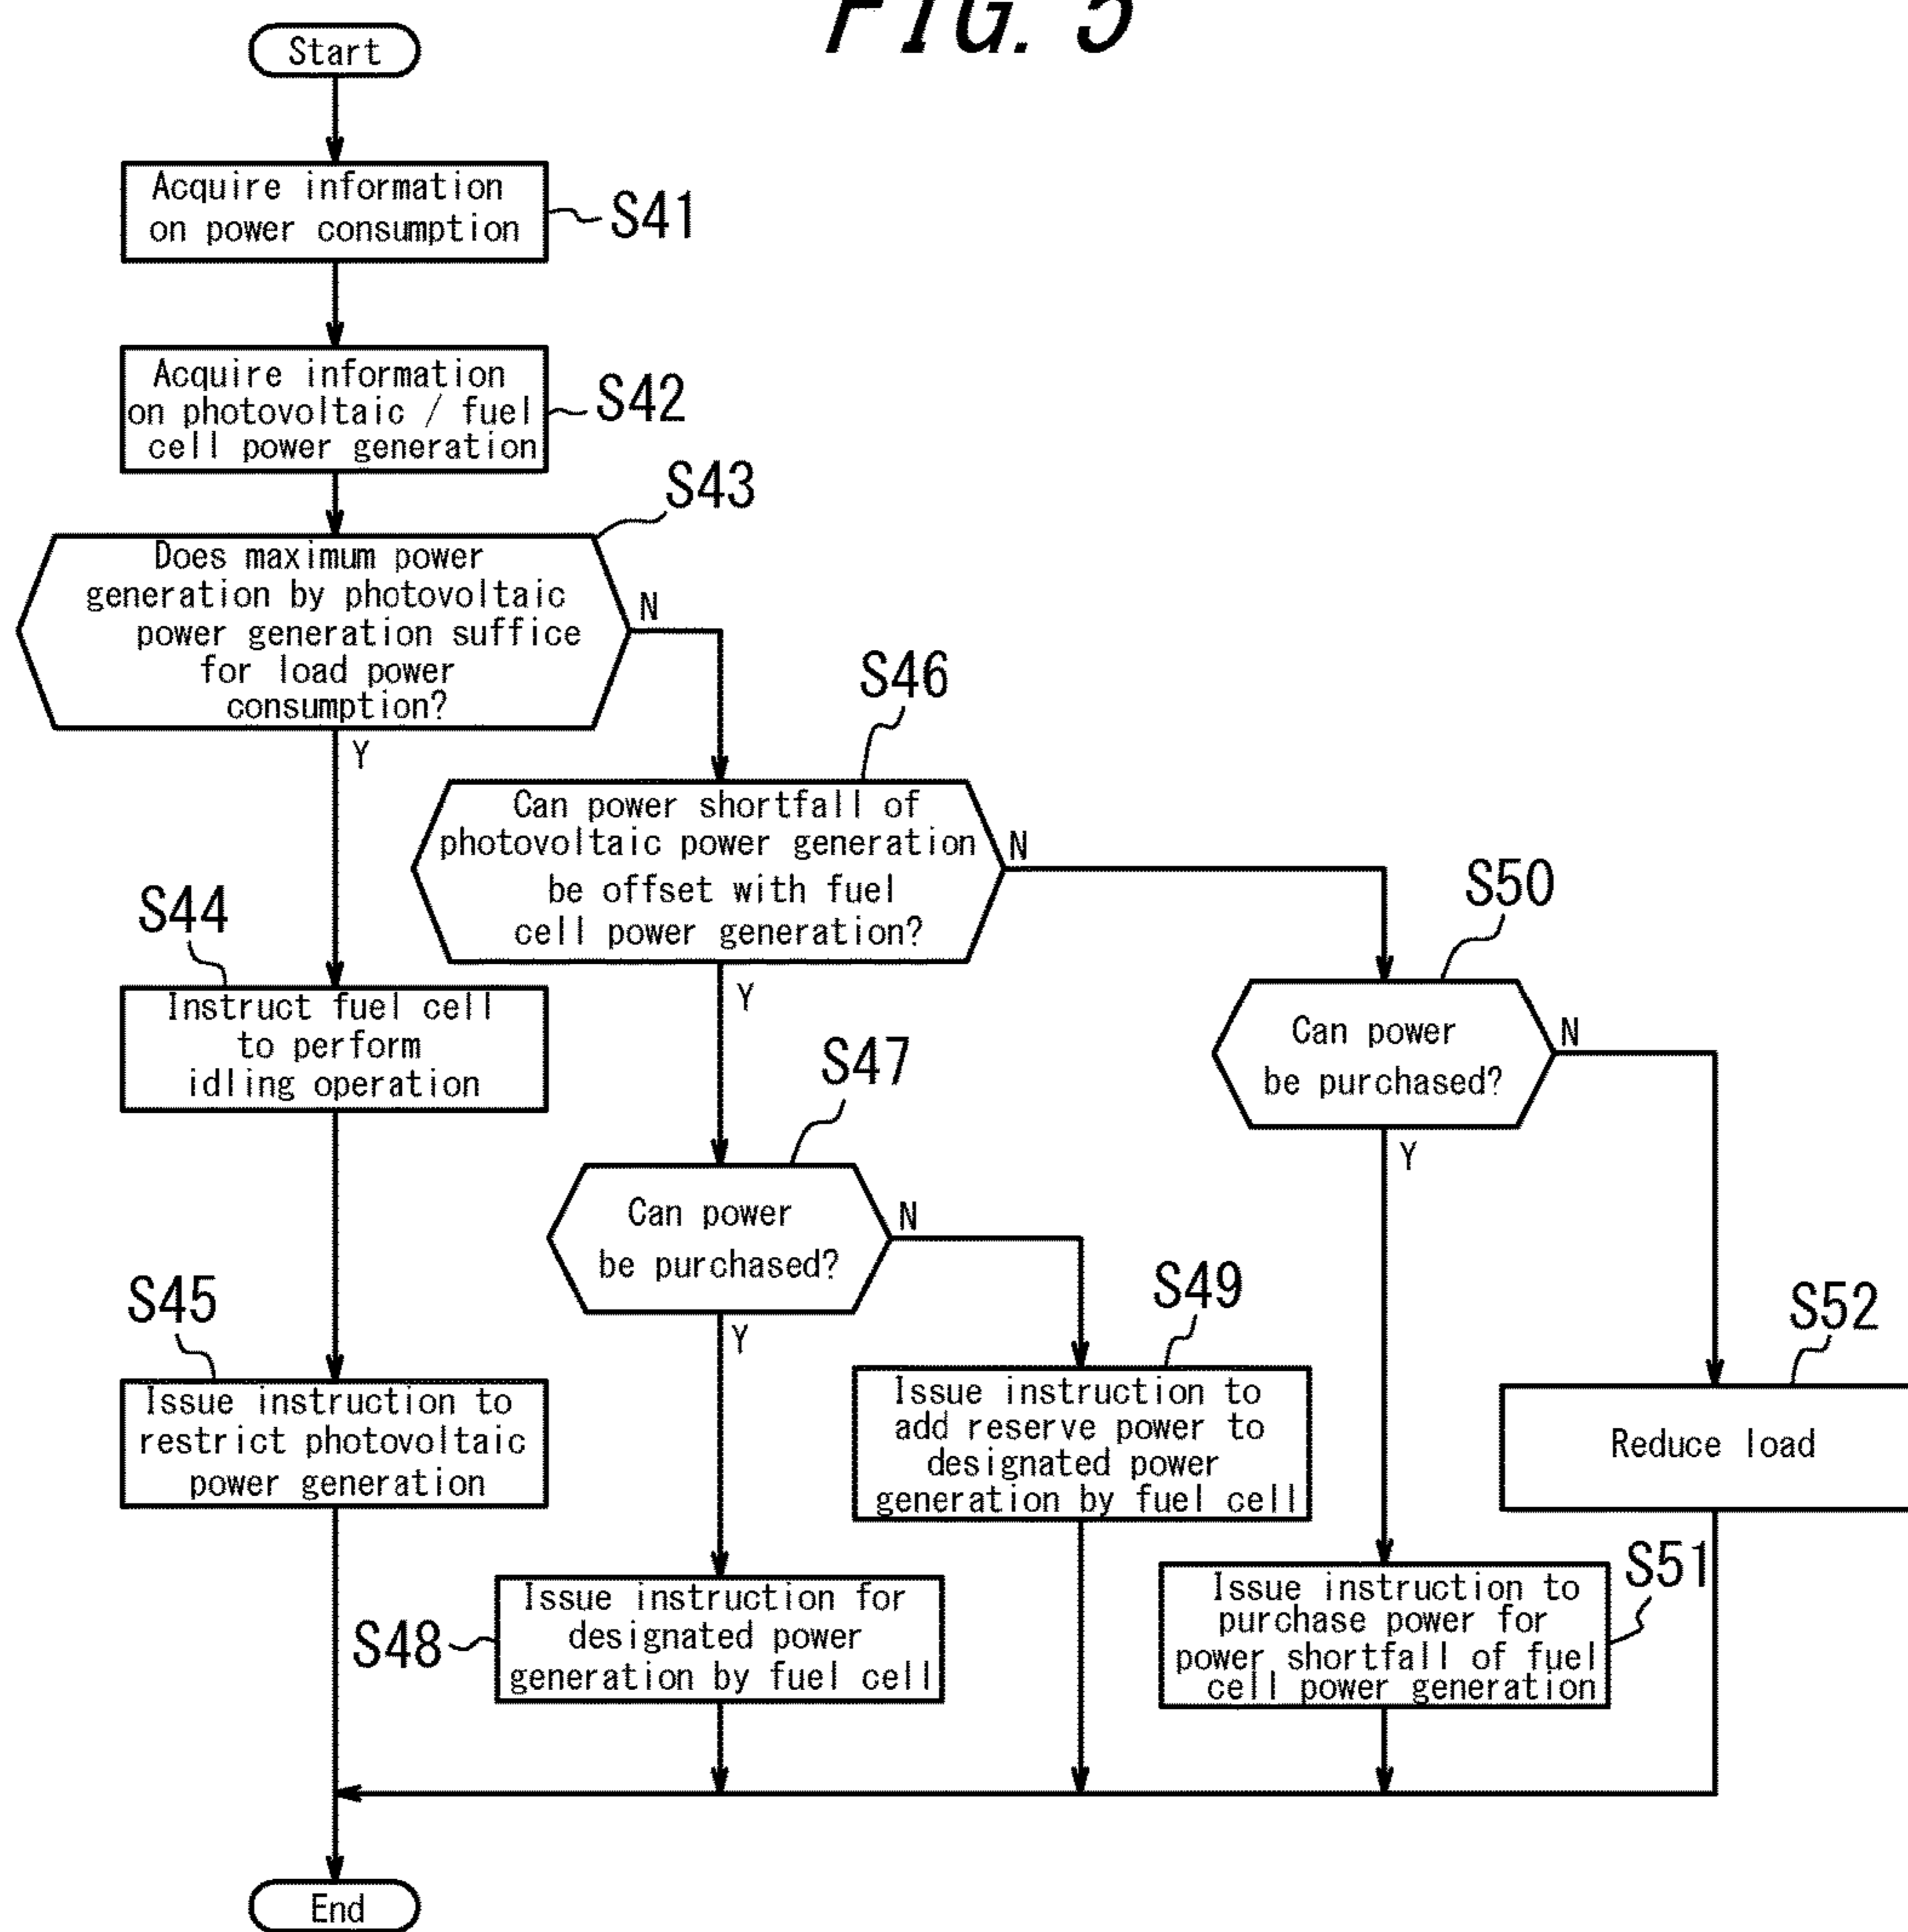 FIG. 5
Start
Acquire information
on power consumption
S41
Acquire information
on photovoltaic / fuel
cell power generation
S42
S43
Does maximum power
generation by photovoltaic
power generation suffice
for load power
consumption?
N
Y
S46
Can power shortfall of
photovoltaic power generation
be offset with fuel
cell power generation?
N
Y
S44
Instruct fuel cell
to perform
idling operation
S50
Can power
be purchased?
N
Y
S47
Can power
be purchased?
N
Y
S45
Issue instruction to
restrict photovoltaic
power generation
S49
Issue instruction to
add reserve power to
designated power
generation by fuel cell
S52
Reduce load
S48
Issue instruction for
designated power
generation by fuel cell
S51
Issue instruction to
purchase power for
power shortfall of fuel
cell power generation
End